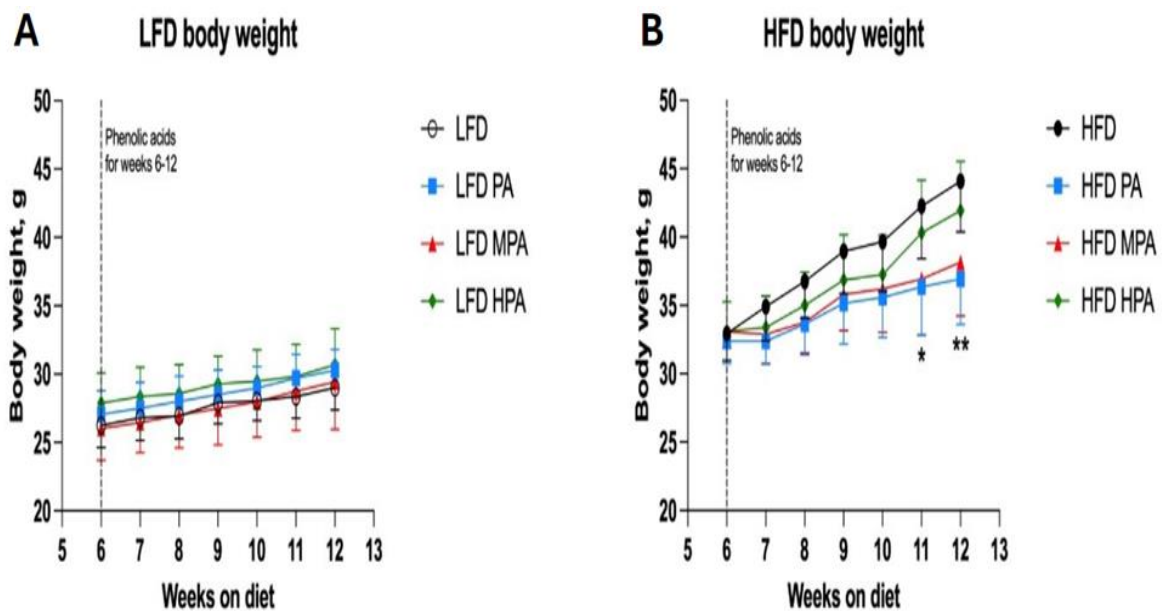 A
LFD body weight
Body weight, g
50
45
40
35
30
25
20
Phenolic acids
for weeks 6-12
LFD
LFD PA
LFD MPA
LFD HPA
5 6 7 8 9 10 11 12 13
Weeks on diet
B
HFD body weight
Body weight, g
50
45
40
35
30
25
20
Phenolic acids
for weeks 6-12
*
**
HFD
HFD PA
HFD MPA
HFD HPA
5 6 7 8 9 10 11 12 13
Weeks on diet